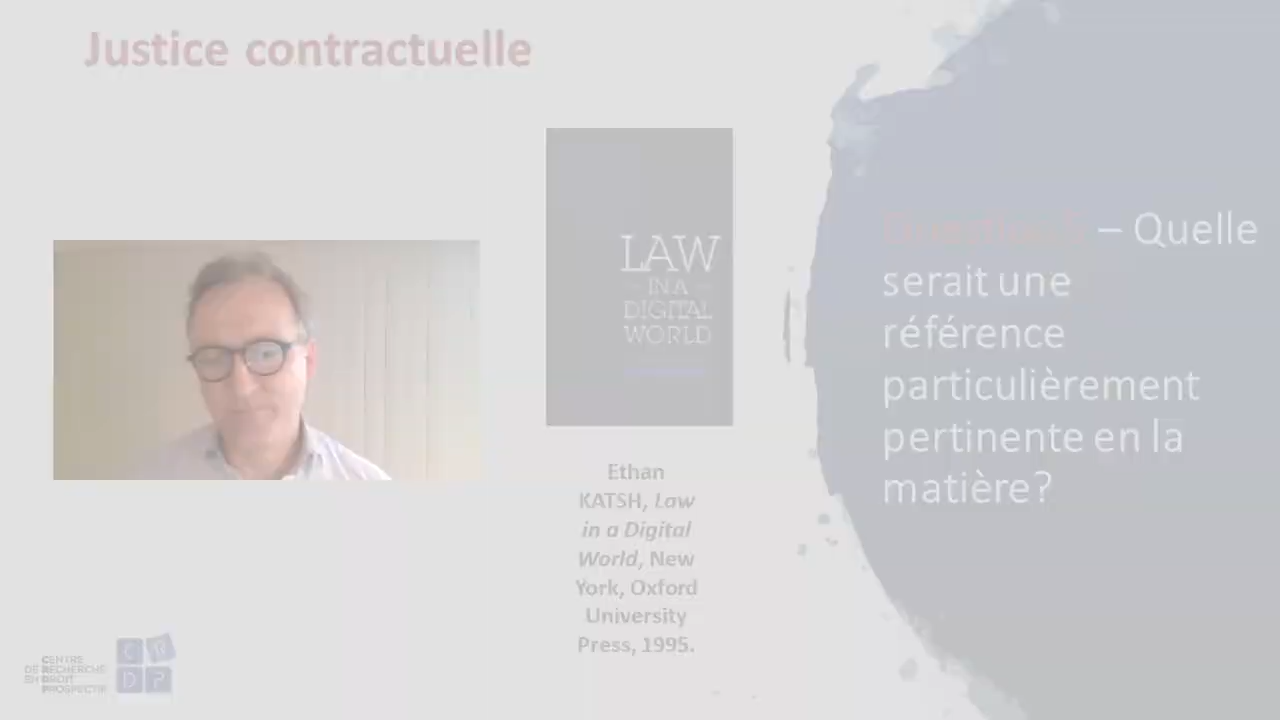 Justice contractuelle
LAW
IN A
DIGITAL
WORLD
Ethan
KATSH, Law
in a Digital
World, New
York, Oxford
University
Press, 1995.
– Quelle
serait une
référence
particulièrement
pertinente en la
matière?
CENTRE
DE RECHERCHE
EN DROIT
PROSPECTIF
C R
D P